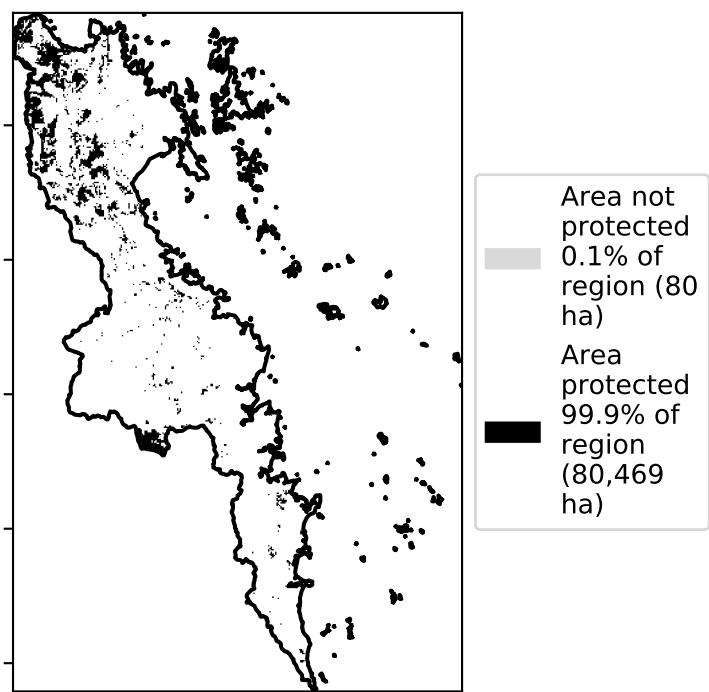 Area not
protected
0.1% of
region (80
ha)
Area
protected
99.9% of
region
(80,469
ha)